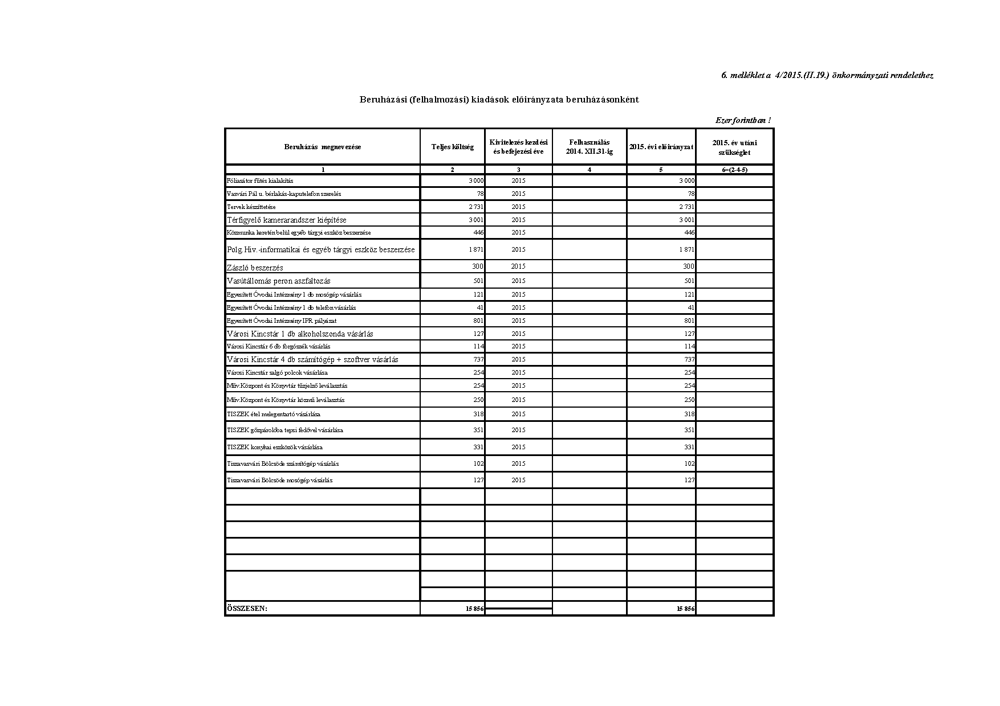 6. melléklet a  4/2015.(II.19.) önkormányzati rendelethez
Beruházási (felhalmozási) kiadások előirányzata beruházásonként
Ezer forintban !
Beruházás  megnevezése Teljes költség Kivitelezés kezdési és befejezési éve Felhasználás 2014. XII.31-ig 2015. évi előirányzat 2015. év utáni szükséglet
1 2 3 4 5 6=(2-4-5)
Fóliasátor fűtés kialakítás 3 000 2015 3 000
Vasvári Pál u. bérlakás-kaputelefon szerelés 78 2015 78
Tervek készíttetése 2 731 2015 2 731
Térfigyelő kamerarandszer kiépítése 3 001 2015 3 001
Közmunka keretén belül egyéb tárgyi eszköz beszerzése 446 2015 446
Polg.Hiv.-informatikai és egyéb tárgyi eszköz beszerzése 1 871 2015 1 871
Zászló beszerzés 300 2015 300
Vasútállomás peron aszfaltozás 501 2015 501
Egyesített Óvodai Intézmény 1 db mosógép vásárlás 121 2015 121
Egyesített Óvodai Intézmény 1 db telefon vásárlás 41 2015 41
Egyesített Óvodai Intézmény IPR pályázat 801 2015 801
Városi Kincstár 1 db alkoholszonda vásárlás 127 2015 127
Városi Kincstár 6 db forgószék vásárlás 114 2015 114
Városi Kincstár 4 db számítógép + szoftver vásárlás 737 2015 737
Városi Kincstár salgó polcok vásárlása 254 2015 254
Műv.Központ és Könyvtár tűzjelző leválasztás 254 2015 254
Műv.Központ és Könyvtár közmű leválasztás 250 2015 250
TISZEK étel melegentartó vásárlása 318 2015 318
TISZEK gőzpárolóba tepsi fedővel vásárlása 351 2015 351
TISZEK konyhai eszközök vásárlása 331 2015 331
Tiszavasvári Bölcsöde számítógép vásárlás 102 2015 102
Tiszavasvári Bölcsöde mosógép vásárlás 127 2015 127
ÖSSZESEN: 15 856 15 856